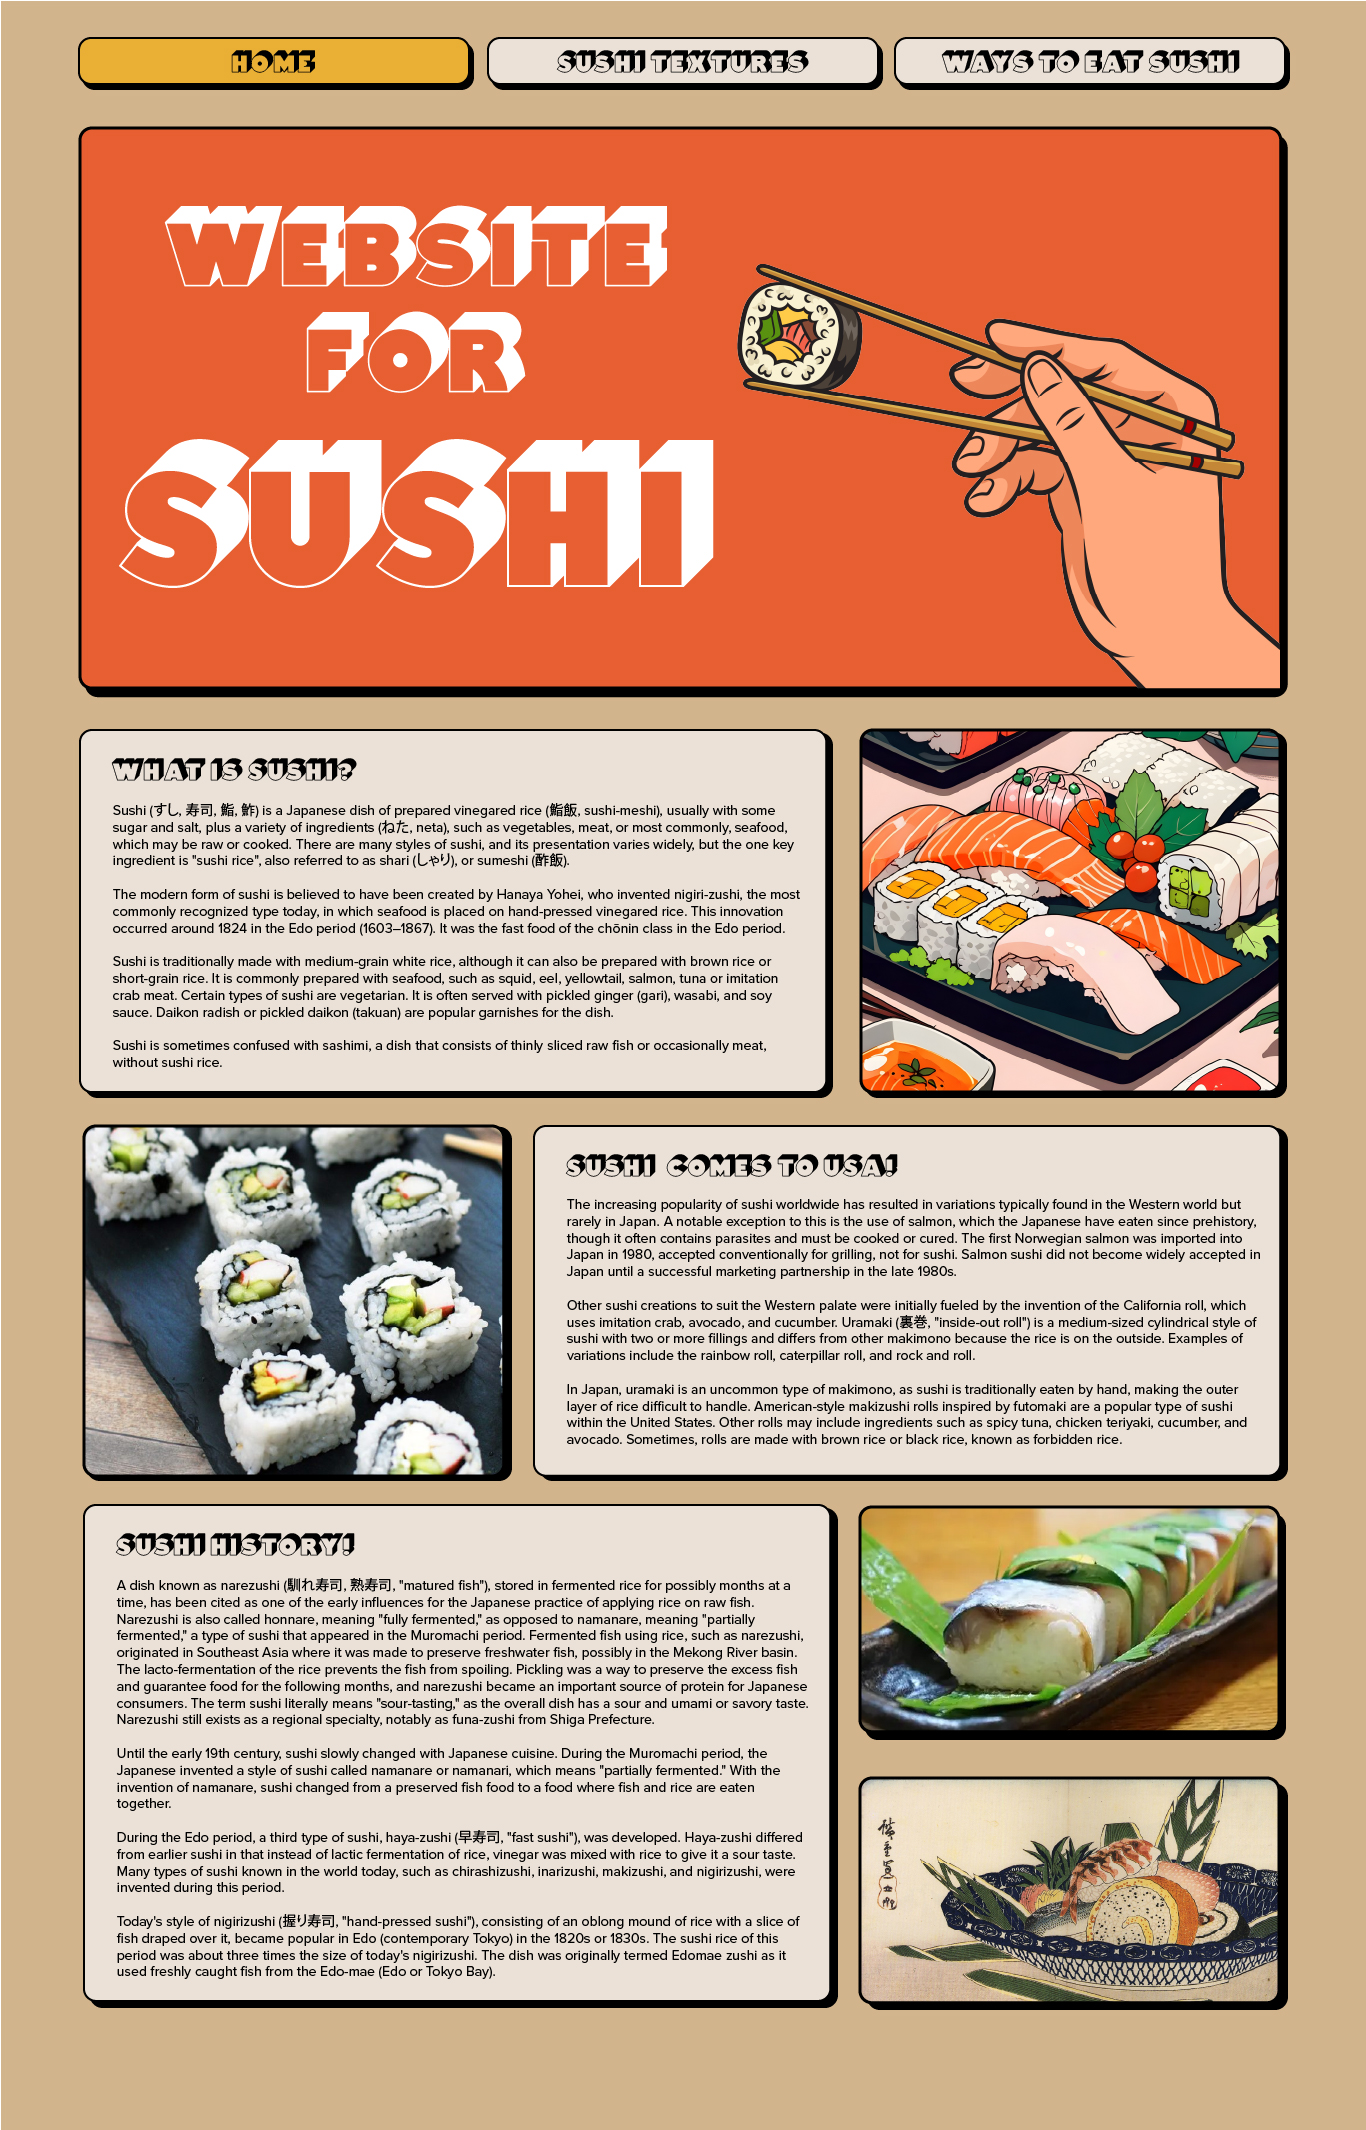 HOME
SUSHI TEXTURES
WAYS TO EAT SUSHI
WEBSITE
FOR
SUSHI
WHAT IS SUSHI?
Sushi (すし, 寿司, 鮨, 鮓) is a Japanese dish of prepared vinegared rice (鮨飯, sushi-meshi), usually with some
sugar and salt, plus a variety of ingredients (ねた, neta), such as vegetables, meat, or most commonly, seafood,
which may be raw or cooked. There are many styles of sushi, and its presentation varies widely, but the one key
ingredient is "sushi rice", also referred to as shari (しゃり), or sumeshi (酢飯).
The modern form of sushi is believed to have been created by Hanaya Yohei, who invented nigiri-zushi, the most
commonly recognized type today, in which seafood is placed on hand-pressed vinegared rice. This innovation
occurred around 1824 in the Edo period (1603–1867). It was the fast food of the chōnin class in the Edo period.
Sushi is traditionally made with medium-grain white rice, although it can also be prepared with brown rice or
short-grain rice. It is commonly prepared with seafood, such as squid, eel, yellowtail, salmon, tuna or imitation
crab meat. Certain types of sushi are vegetarian. It is often served with pickled ginger (gari), wasabi, and soy
sauce. Daikon radish or pickled daikon (takuan) are popular garnishes for the dish.
Sushi is sometimes confused with sashimi, a dish that consists of thinly sliced raw fish or occasionally meat,
without sushi rice.
SUSHI COMES TO USA!
The increasing popularity of sushi worldwide has resulted in variations typically found in the Western world but
rarely in Japan. A notable exception to this is the use of salmon, which the Japanese have eaten since prehistory,
though it often contains parasites and must be cooked or cured. The first Norwegian salmon was imported into
Japan in 1980, accepted conventionally for grilling, not for sushi. Salmon sushi did not become widely accepted in
Japan until a successful marketing partnership in the late 1980s.
Other sushi creations to suit the Western palate were initially fueled by the invention of the California roll, which
uses imitation crab, avocado, and cucumber. Uramaki (裏巻, "inside-out roll") is a medium-sized cylindrical style of
sushi with two or more fillings and differs from other makimono because the rice is on the outside. Examples of
variations include the rainbow roll, caterpillar roll, and rock and roll.
In Japan, uramaki is an uncommon type of makimono, as sushi is traditionally eaten by hand, making the outer
layer of rice difficult to handle. American-style makizushi rolls inspired by futomaki are a popular type of sushi
within the United States. Other rolls may include ingredients such as spicy tuna, chicken teriyaki, cucumber, and
avocado. Sometimes, rolls are made with brown rice or black rice, known as forbidden rice.
SUSHI HISTORY!
A dish known as narezushi (馴れ寿司, 熟寿司, "matured fish"), stored in fermented rice for possibly months at a
time, has been cited as one of the early influences for the Japanese practice of applying rice on raw fish.
Narezushi is also called honnare, meaning "fully fermented," as opposed to namanare, meaning "partially
fermented," a type of sushi that appeared in the Muromachi period. Fermented fish using rice, such as narezushi,
originated in Southeast Asia where it was made to preserve freshwater fish, possibly in the Mekong River basin.
The lacto-fermentation of the rice prevents the fish from spoiling. Pickling was a way to preserve the excess fish
and guarantee food for the following months, and narezushi became an important source of protein for Japanese
consumers. The term sushi literally means "sour-tasting," as the overall dish has a sour and umami or savory taste.
Narezushi still exists as a regional specialty, notably as funa-zushi from Shiga Prefecture.
Until the early 19th century, sushi slowly changed with Japanese cuisine. During the Muromachi period, the
Japanese invented a style of sushi called namanare or namanari, which means "partially fermented." With the
invention of namanare, sushi changed from a preserved fish food to a food where fish and rice are eaten
together.
During the Edo period, a third type of sushi, haya-zushi (早寿司, "fast sushi"), was developed. Haya-zushi differed
from earlier sushi in that instead of lactic fermentation of rice, vinegar was mixed with rice to give it a sour taste.
Many types of sushi known in the world today, such as chirashizushi, inarizushi, makizushi, and nigirizushi, were
invented during this period.
Today's style of nigirizushi (握り寿司, "hand-pressed sushi"), consisting of an oblong mound of rice with a slice of
fish draped over it, became popular in Edo (contemporary Tokyo) in the 1820s or 1830s. The sushi rice of this
period was about three times the size of today's nigirizushi. The dish was originally termed Edomae zushi as it
used freshly caught fish from the Edo-mae (Edo or Tokyo Bay).